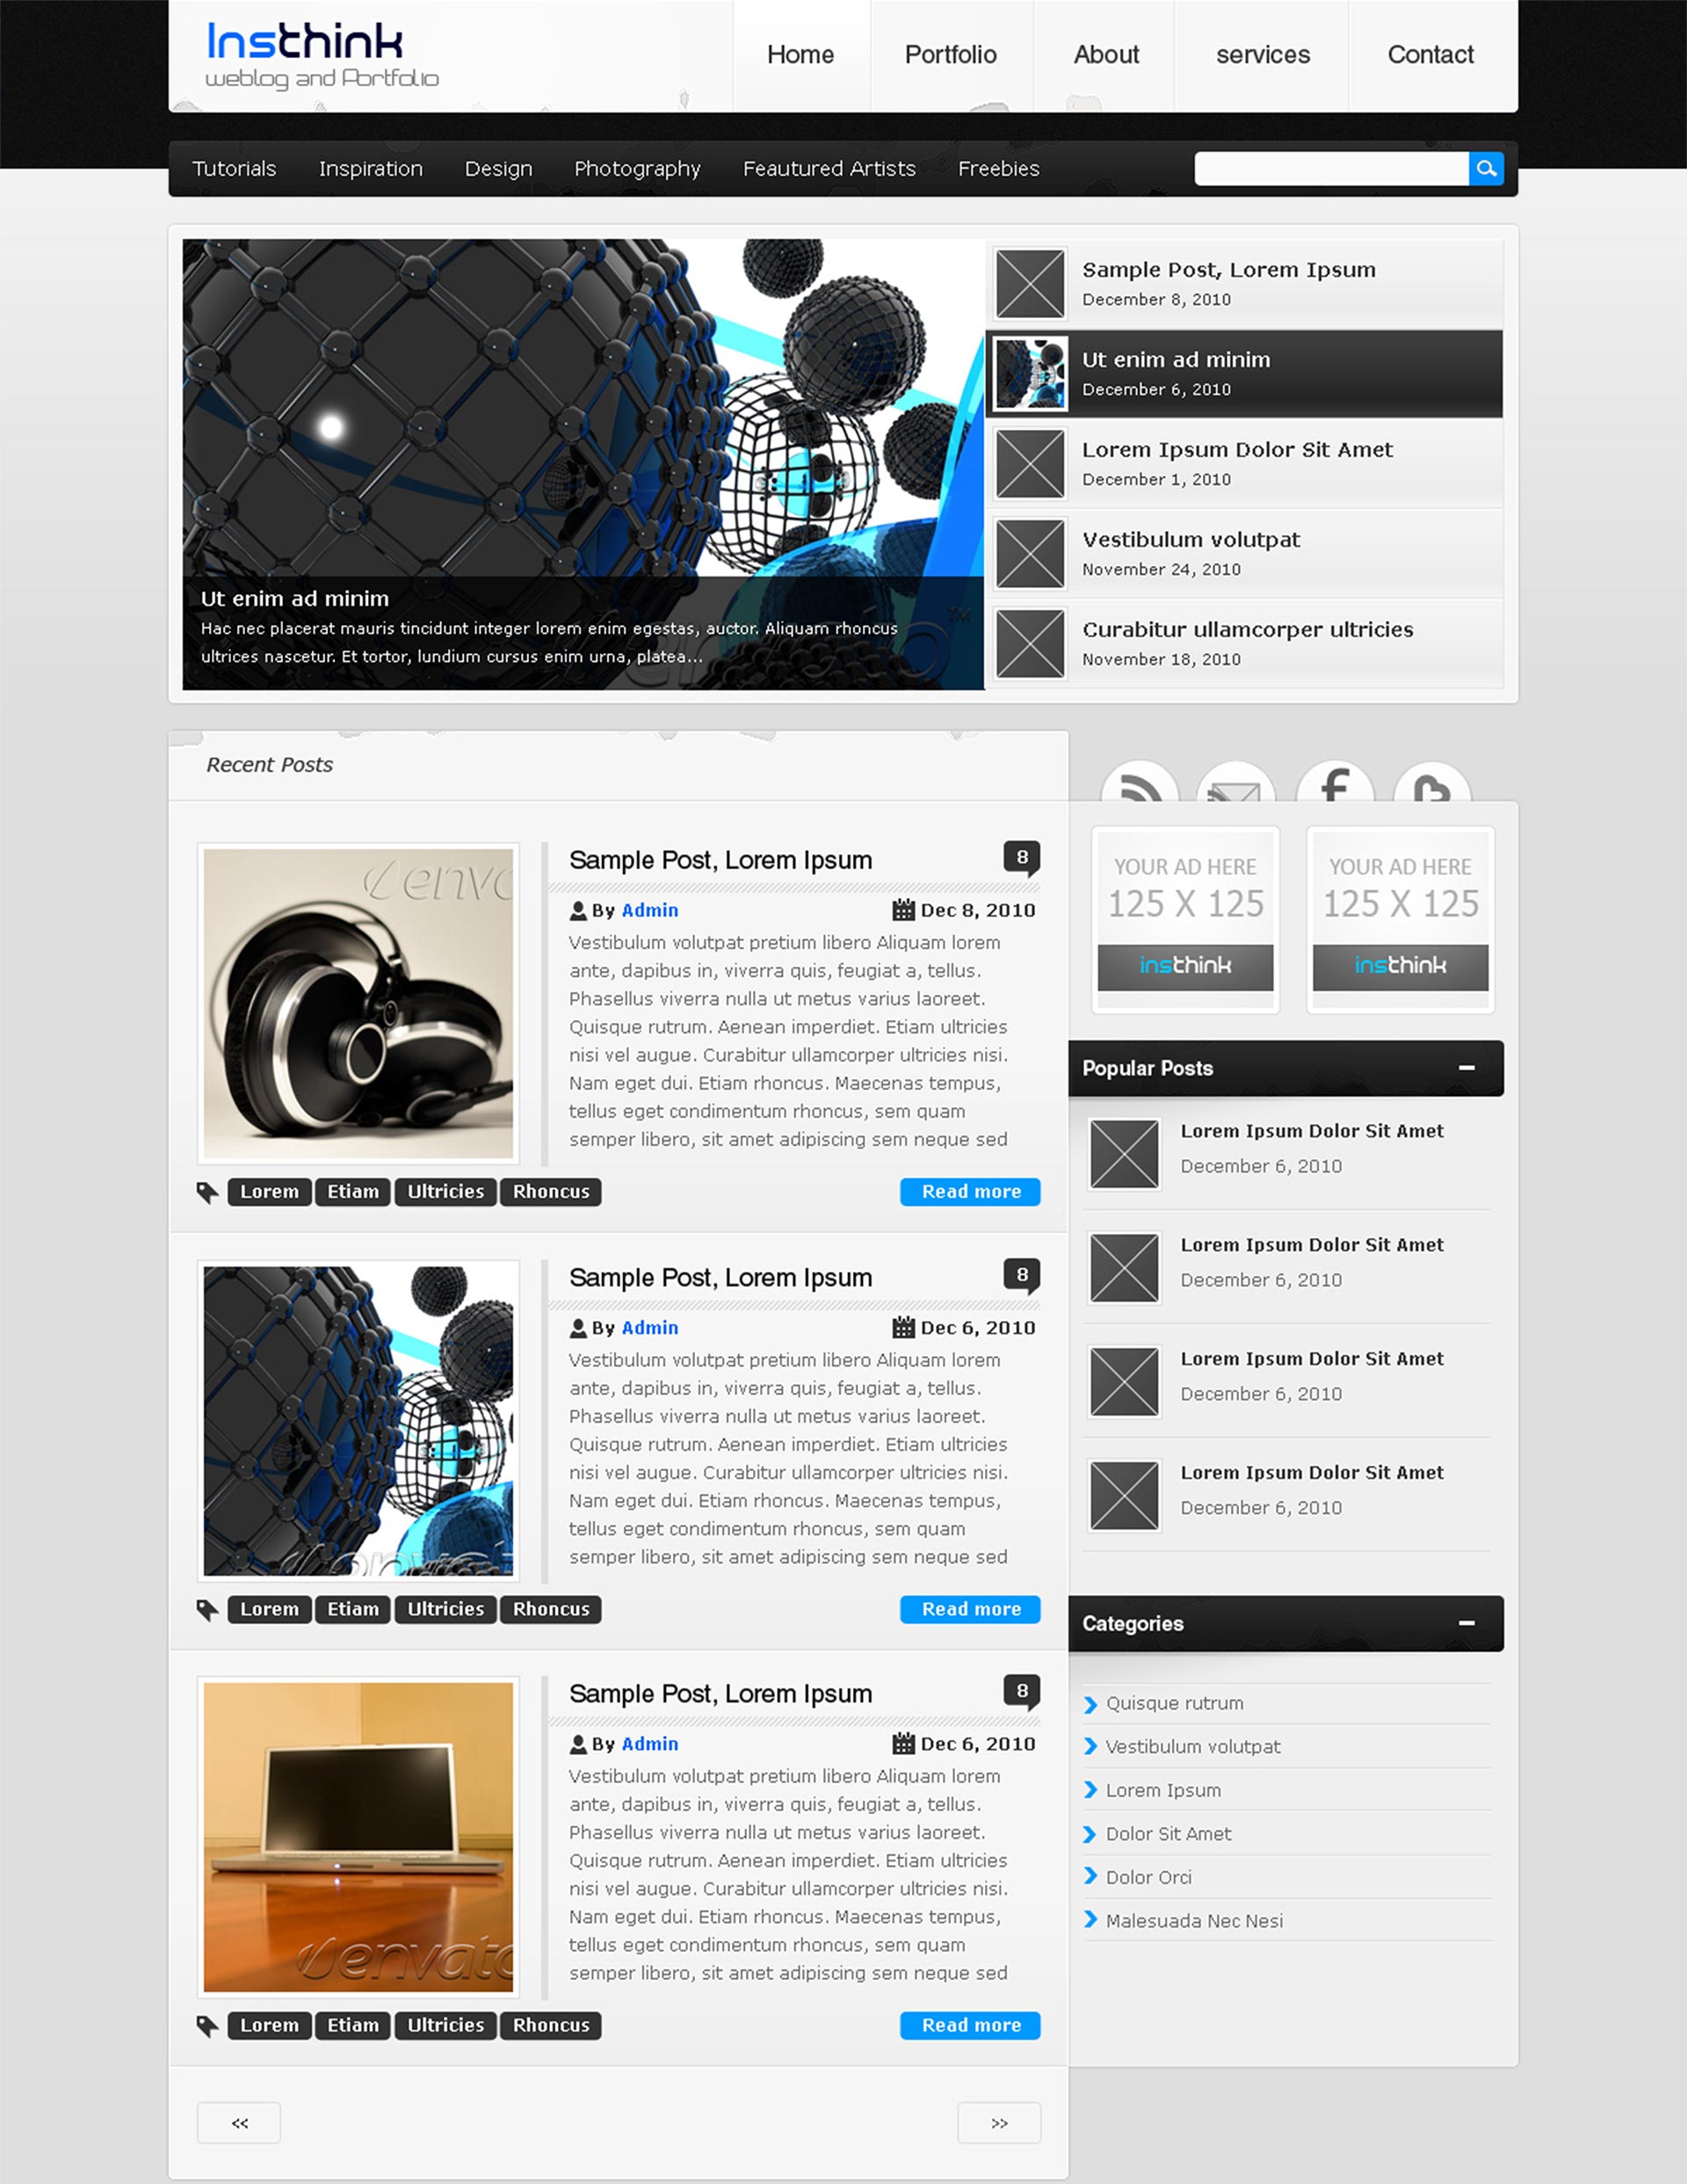 Insthink
weblog and Portfolio
Home
Portfolio
About
services
Contact
Tutorials
Inspiration
Design
Photography
Feautured Artists
Freebies
Ut enim ad minim
Hac nec placerat mauris tincidunt integer lorem enim egestas, auctor. Aliquam rhoncus
ultrices nascetur. Et tortor, lundium cursus enim urna, platea...
Sample Post, Lorem Ipsum
December 8, 2010
Ut enim ad minim
December 6, 2010
Lorem Ipsum Dolor Sit Amet
December 1, 2010
Vestibulum volutpat
November 24, 2010
Curabitur ullamcorper ultricies
November 18, 2010
Recent Posts
Sample Post, Lorem Ipsum
8
By Admin
Dec 8, 2010
Vestibulum volutpat pretium libero Aliquam lorem
ante, dapibus in, viverra quis, feugiat a, tellus.
Phasellus viverra nulla ut metus varius laoreet.
Quisque rutrum. Aenean imperdiet. Etiam ultricies
nisi vel augue. Curabitur ullamcorper ultricies nisi.
Nam eget dui. Etiam rhoncus. Maecenas tempus,
tellus eget condimentum rhoncus, sem quam
semper libero, sit amet adipiscing sem neque sed
Lorem
Etiam
Ultricies
Rhoncus
Read more
Sample Post, Lorem Ipsum
8
By Admin
Dec 6, 2010
Vestibulum volutpat pretium libero Aliquam lorem
ante, dapibus in, viverra quis, feugiat a, tellus.
Phasellus viverra nulla ut metus varius laoreet.
Quisque rutrum. Aenean imperdiet. Etiam ultricies
nisi vel augue. Curabitur ullamcorper ultricies nisi.
Nam eget dui. Etiam rhoncus. Maecenas tempus,
tellus eget condimentum rhoncus, sem quam
semper libero, sit amet adipiscing sem neque sed
Lorem
Etiam
Ultricies
Rhoncus
Read more
Sample Post, Lorem Ipsum
8
By Admin
Dec 6, 2010
Vestibulum volutpat pretium libero Aliquam lorem
ante, dapibus in, viverra quis, feugiat a, tellus.
Phasellus viverra nulla ut metus varius laoreet.
Quisque rutrum. Aenean imperdiet. Etiam ultricies
nisi vel augue. Curabitur ullamcorper ultricies nisi.
Nam eget dui. Etiam rhoncus. Maecenas tempus,
tellus eget condimentum rhoncus, sem quam
semper libero, sit amet adipiscing sem neque sed
envato
Lorem
Etiam
Ultricies
Rhoncus
Read more
<<
>>
YOUR AD HERE
125 X 125
insthink
YOUR AD HERE
125 X 125
insthink
Popular Posts
Lorem Ipsum Dolor Sit Amet
December 6, 2010
Lorem Ipsum Dolor Sit Amet
December 6, 2010
Lorem Ipsum Dolor Sit Amet
December 6, 2010
Lorem Ipsum Dolor Sit Amet
December 6, 2010
Categories
Quisque rutrum
Vestibulum volutpat
Lorem Ipsum
Dolor Sit Amet
Dolor Orci
Malesuada Nec Nesi